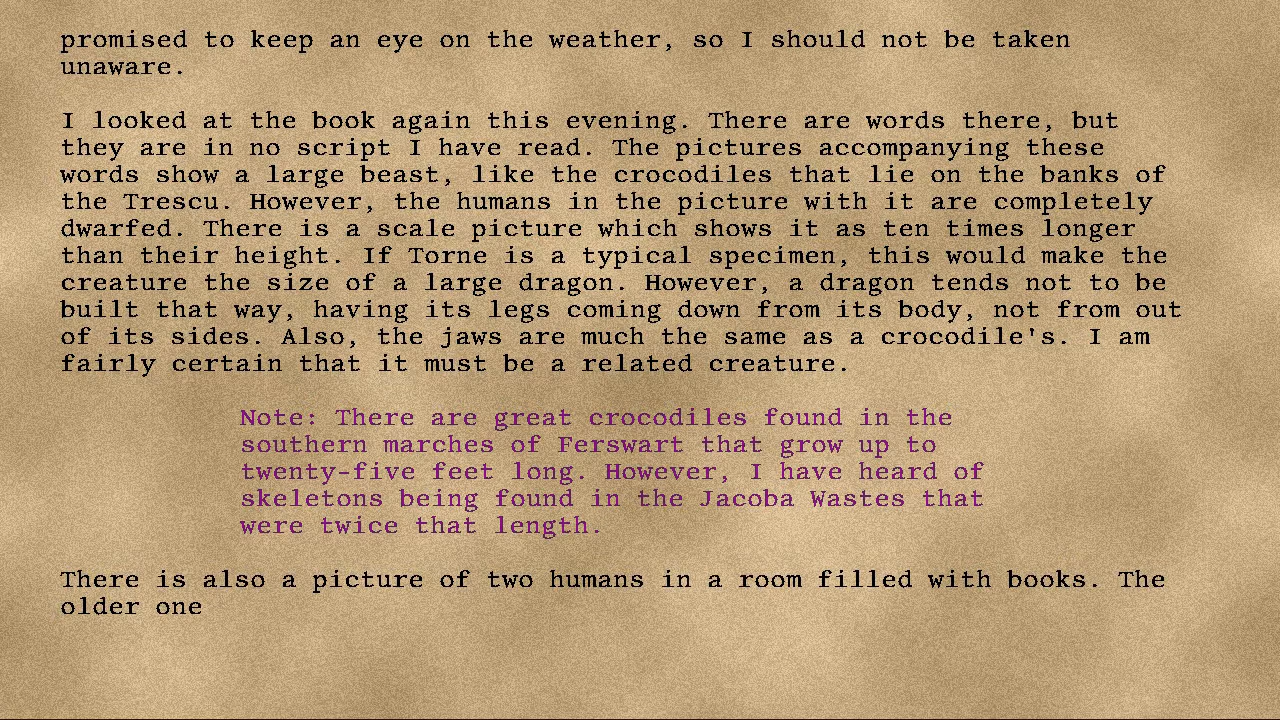 promised to keep an eye on the weather, so I should not be taken
unaware.
I looked at the book again this evening. There are words there, but
they are in no script I have read. The pictures accompanying these
words show a large beast, like the crocodiles that lie on the banks of
the Trescu. However, the humans in the picture with it are completely
dwarfed. There is a scale picture which shows it as ten times longer
than their height. If Torne is a typical specimen, this would make the
creature the size of a large dragon. However, a dragon tends not to be
built that way, having its legs coming down from its body, not from out
of its sides. Also, the jaws are much the same as a crocodile's. I am
fairly certain that it must be a related creature.
Note: There are great crocodiles found in the
southern marches of Ferswart that grow up to
twenty-five feet long. However, I have heard of
skeletons being found in the Jacoba Wastes that
were twice that length.
There is also a picture of two humans in a room filled with books. The
older one